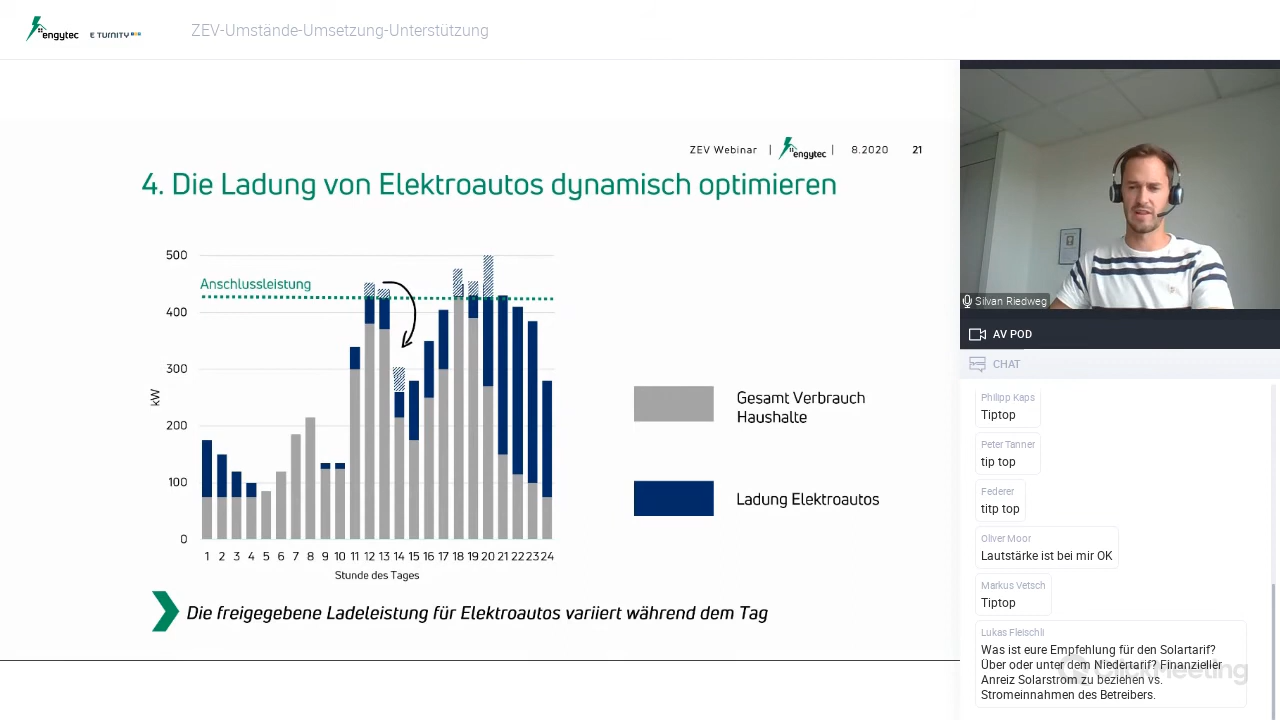 engytec
E TURNITY
ZEV-Umstände-Umsetzung-Unterstützung
ZEV Webinar | engytec | 8.2020 21
4. Die Ladung von Elektroautos dynamisch optimieren
500
Anschlussleistung
400
300
kW
200
100
0
1 2 3 4 5 6 7 8 9 10 11 12 13 14 15 16 17 18 19 20 21 22 23 24
Stunde des Tages
Gesamt Verbrauch
Haushalte
Ladung Elektroautos
Die freigegebene Ladeleistung für Elektroautos variiert während dem Tag
Silvan Riedweg
AV POD
CHAT
Philipp Kaps
Tiptop
Peter Tanner
tip top
Federer
titp top
Oliver Moor
Lautstärke ist bei mir OK
Markus Vetsch
Tiptop
Lukas Fleischli
Was ist eure Empfehlung für den Solartarif?
Über oder unter dem Niedertarif? Finanzieller
Anreiz Solarstrom zu beziehen vs.
Stromeinnahmen des Betreibers.
ClickMeeting